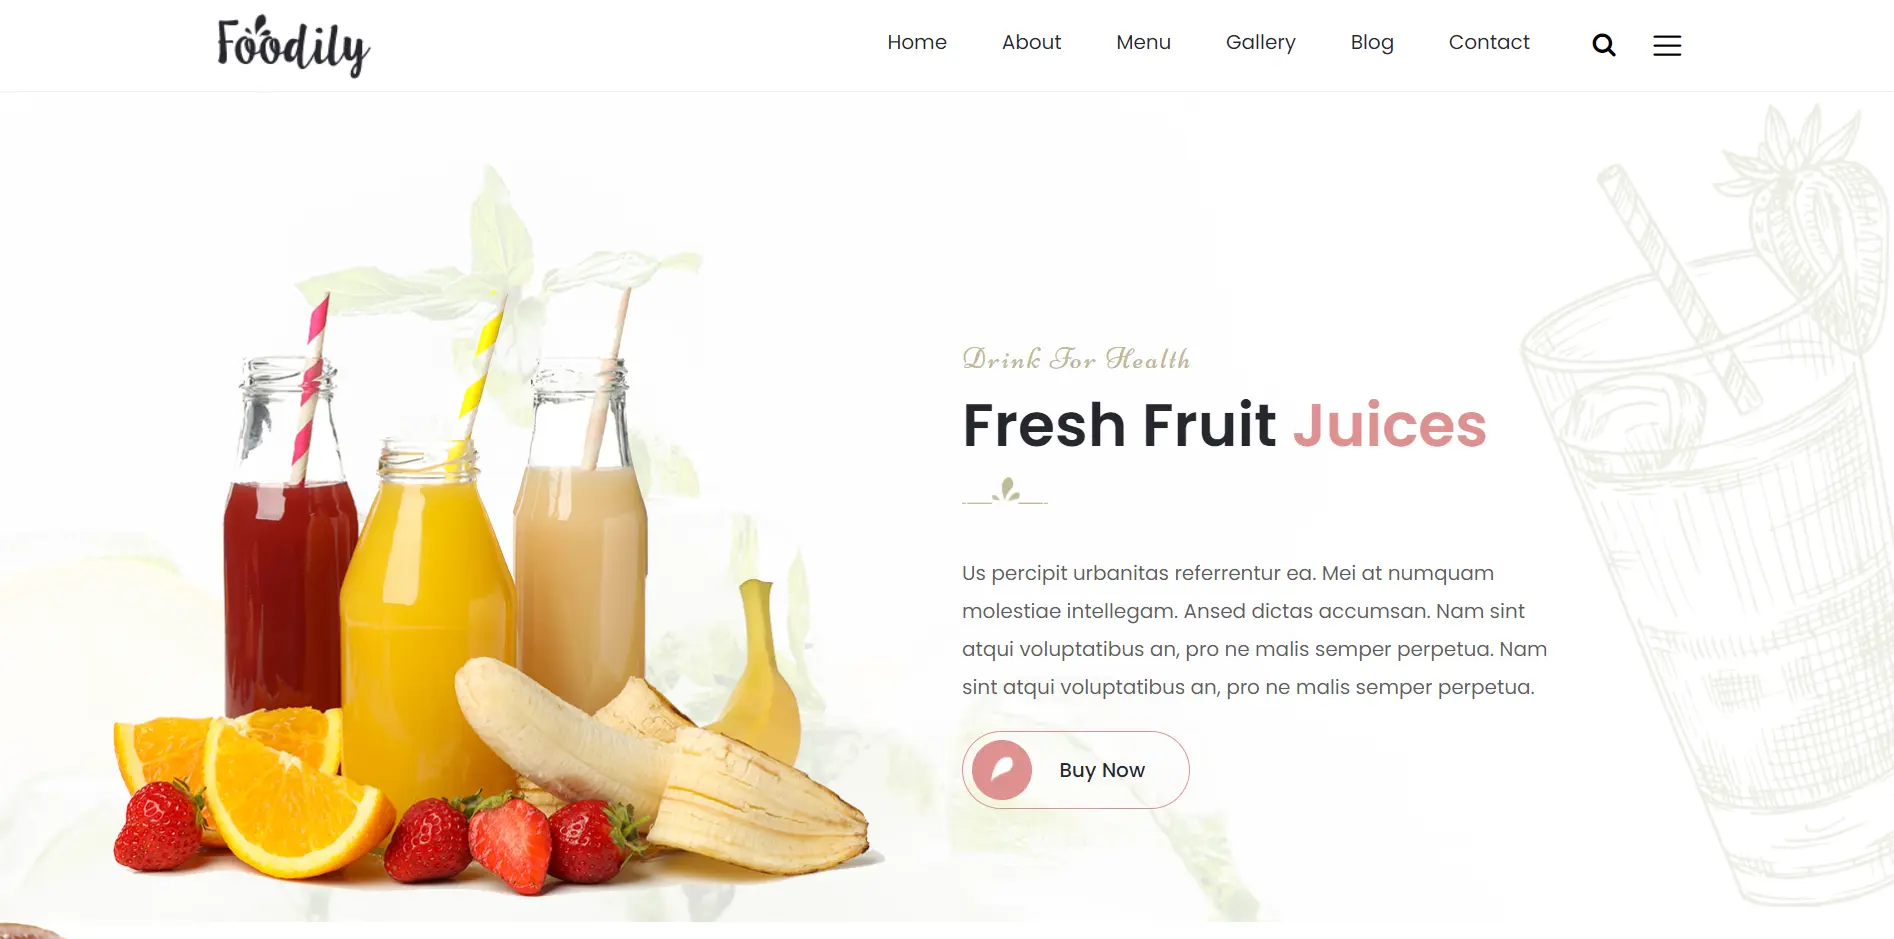 Foodily
Home About Menu Gallery Blog Contact
Drink For Health
Fresh Fruit Juices
Us percipit urbanitas referrentur ea. Mei at numquam
molestiae intellegam. Ansed dictas accumsan. Nam sint
atqui voluptatibus an, pro ne malis semper perpetua. Nam
sint atqui voluptatibus an, pro ne malis semper perpetua.
Buy Now